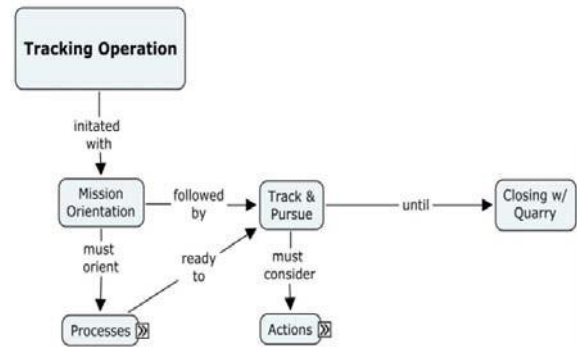 Tracking Operation
initated
with
Mission
Orientation
followed
by
Track &
Pursue
until
Closing w/
Quarry
must
orient
ready
to
must
consider
Processes
Actions